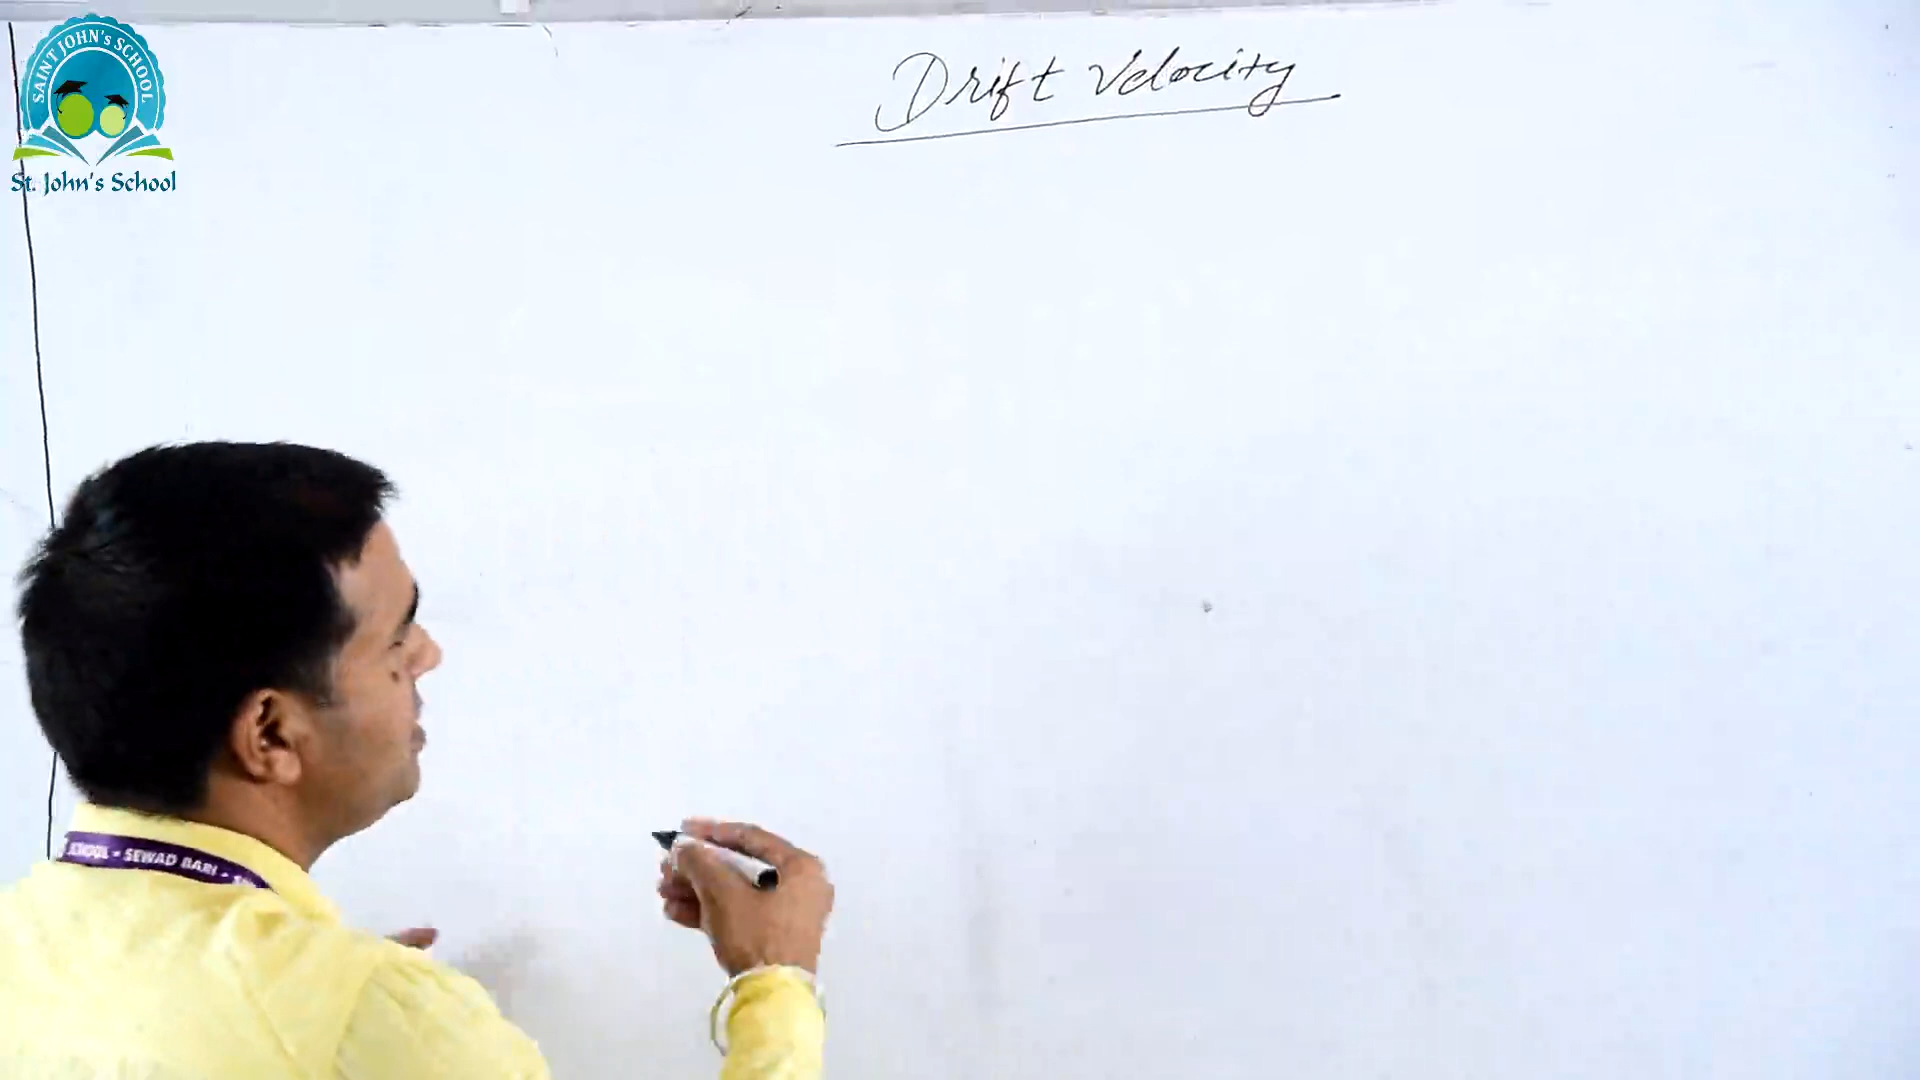 SAINT JOHN's SCHOOL
St. John's School
Drift Velocity
SCHOOL • SEWAD BARI •